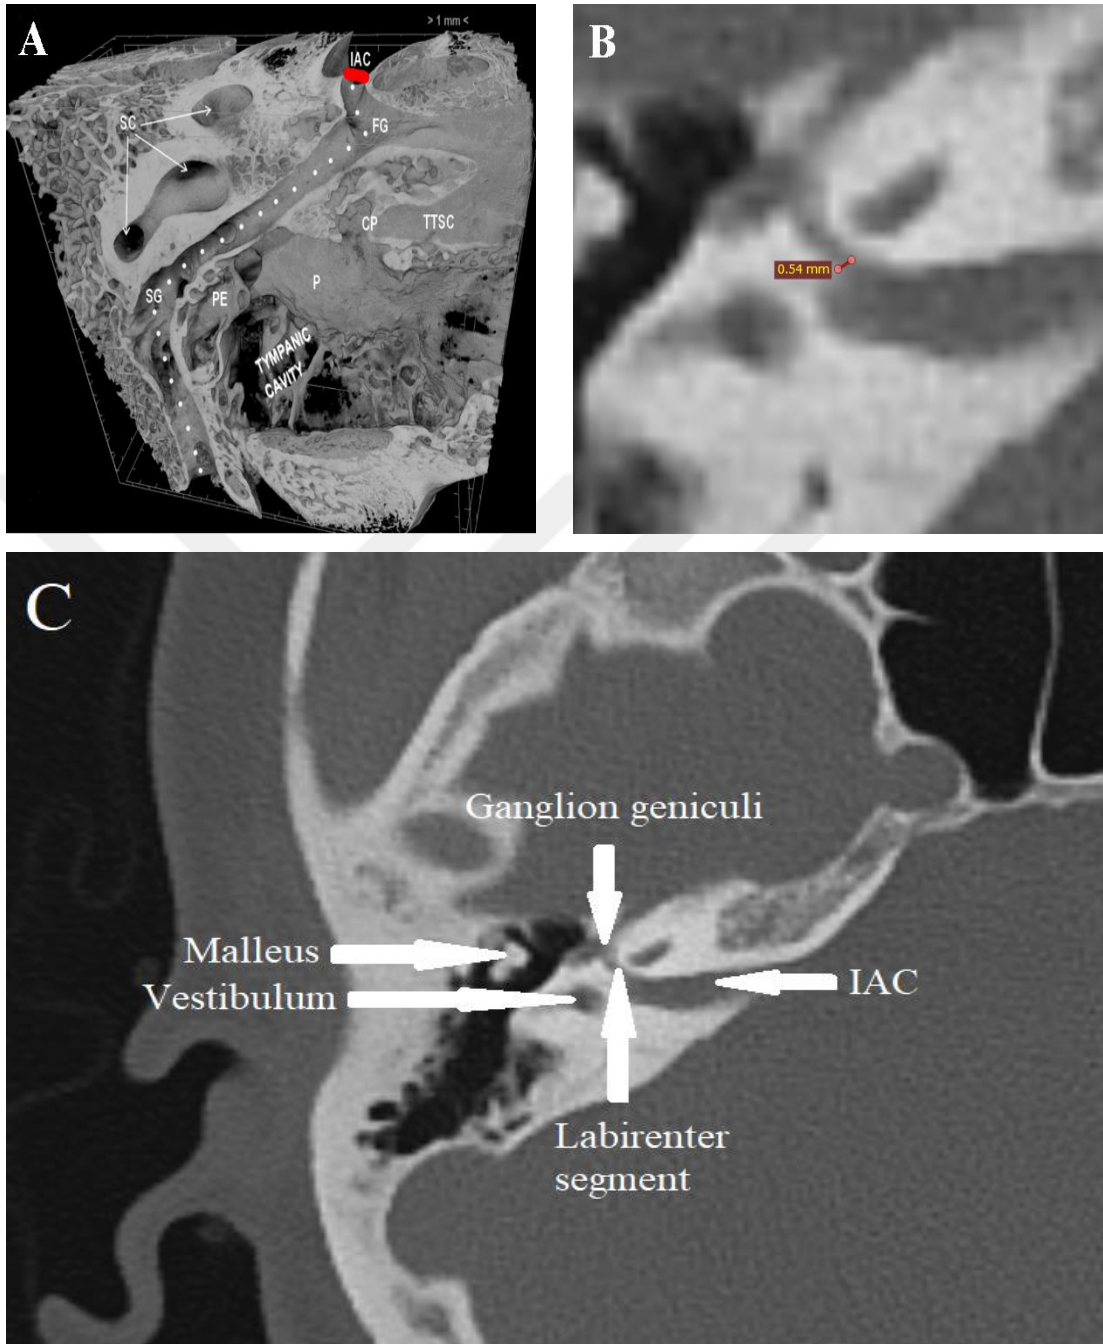 A
> 1 mm <
IAC
SC
FG
CP
TTSC
SG
PE
P
TYMPANIC
CAVITY
B
0.54 mm
C
Ganglion geniculi
Malleus
Vestibulum
IAC
Labirenter
segment